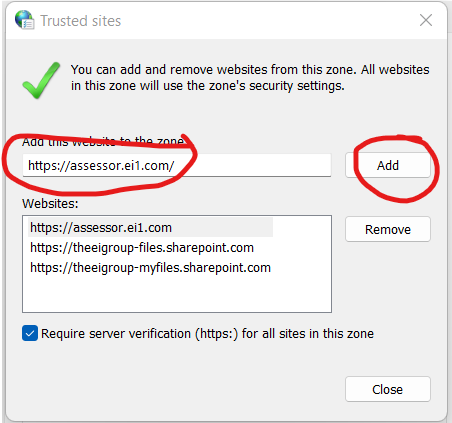 Trusted sites
You can add and remove websites from this zone. All websites
in this zone will use the zone's security settings.
Add this website to the zone
https://assessor.ei1.com/
Add
Websites:
https://assessor.ei1.com
https://theeigroup-files.sharepoint.com
https://theeigroup-myfiles.sharepoint.com
Remove
Require server verification (https:) for all sites in this zone
Close